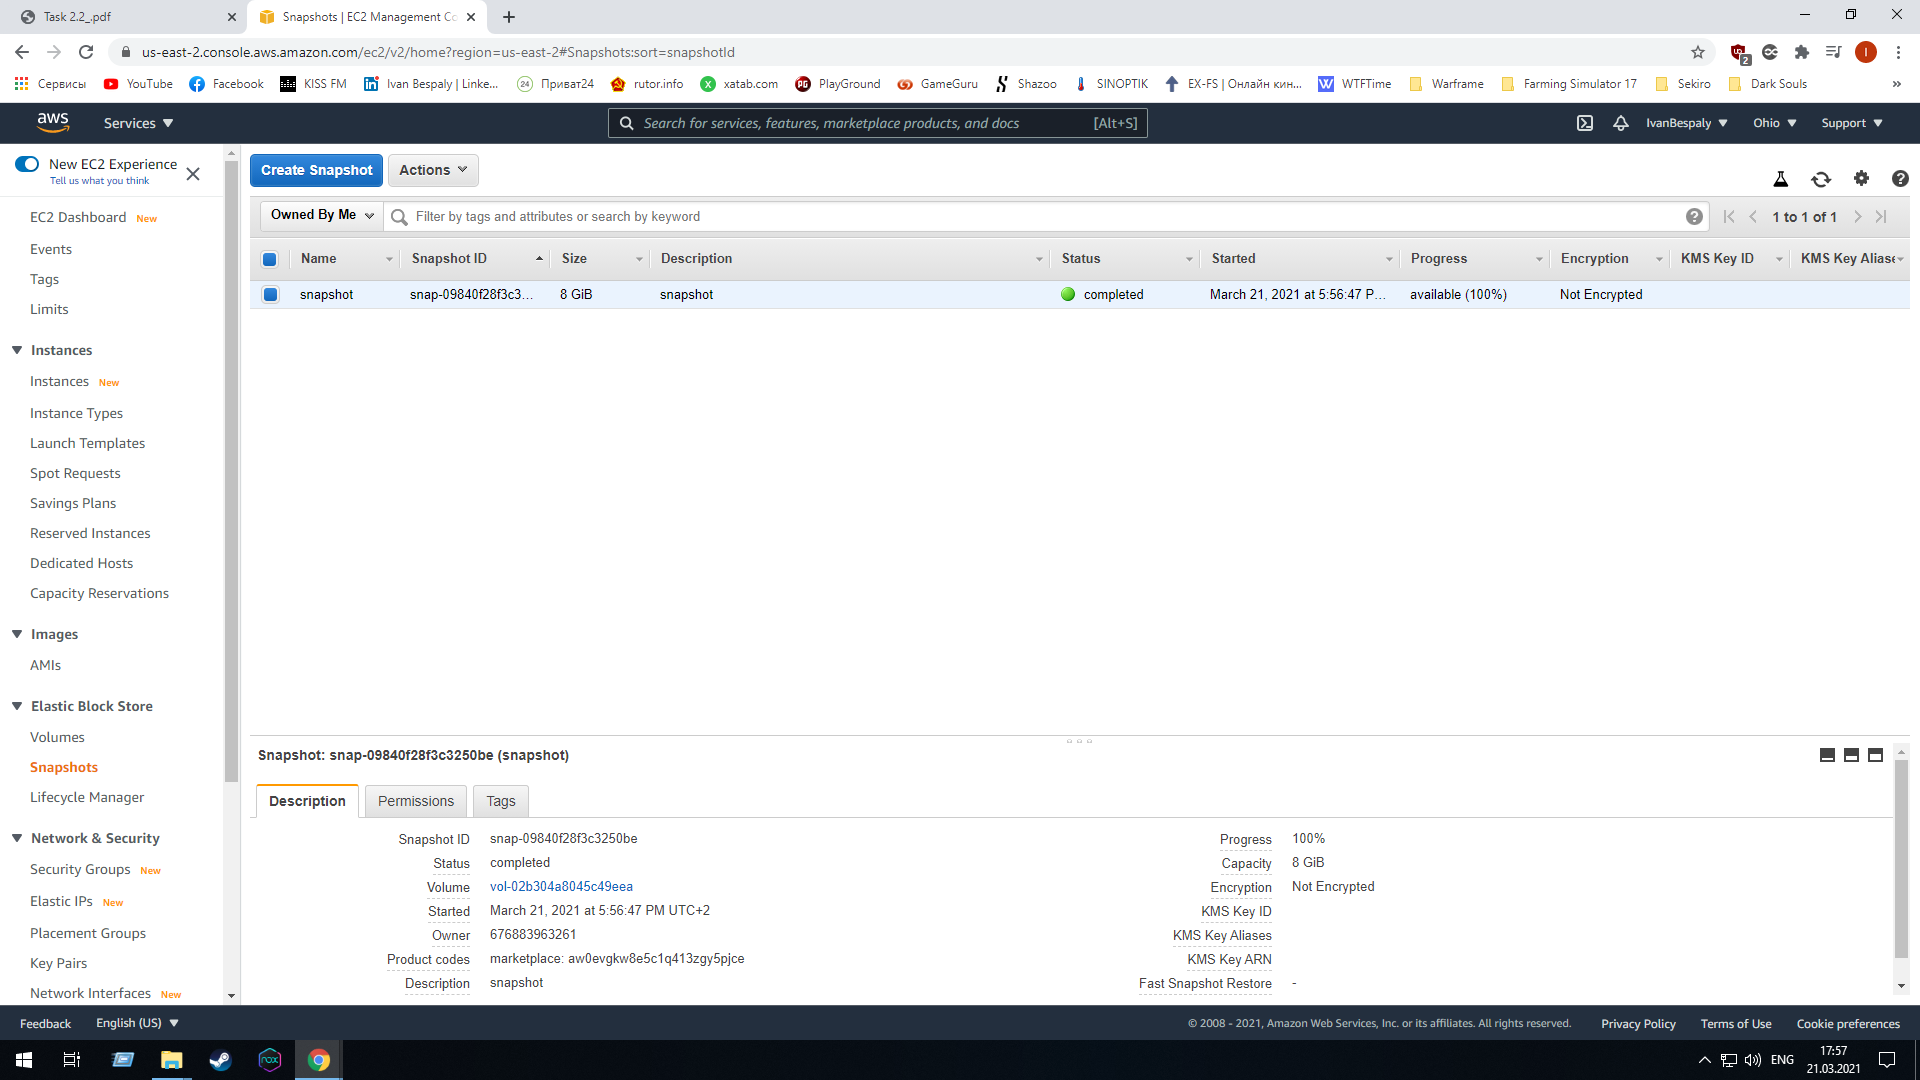 Task 2.2_.pdf
Snapshots | EC2 Management Co
us-east-2.console.aws.amazon.com/ec2/v2/home?region=us-east-2#Snapshots:sort=snapshotId
2
I
Сервисы
YouTube
Facebook
KISS FM
Ivan Bespaly | Linke...
24 Приват24
rutor.info
xatab.com
PlayGround
GameGuru
Shazoo
SINOPTIK
EX-FS | Онлайн кин...
WTFTime
Warframe
Farming Simulator 17
Sekiro
Dark Souls
»
aws
Services
Search for services, features, marketplace products, and docs [Alt+S]
IvanBespaly
Ohio
Support
New EC2 Experience
Tell us what you think
EC2 Dashboard New
Events
Tags
Limits
Instances
Instances New
Instance Types
Launch Templates
Spot Requests
Savings Plans
Reserved Instances
Dedicated Hosts
Capacity Reservations
Images
AMIs
Elastic Block Store
Volumes
Snapshots
Lifecycle Manager
Network & Security
Security Groups New
Elastic IPs New
Placement Groups
Key Pairs
Network Interfaces New
Create Snapshot
Actions
Owned By Me
Filter by tags and attributes or search by keyword
1 to 1 of 1
Name Snapshot ID Size Description Status Started Progress Encryption KMS Key ID KMS Key Aliase
snapshot snap-09840f28f3c3... 8 GiB snapshot completed March 21, 2021 at 5:56:47 P... available (100%) Not Encrypted
Snapshot: snap-09840f28f3c3250be (snapshot)
Description
Permissions
Tags
Snapshot ID snap-09840f28f3c3250be
Status completed
Volume vol-02b304a8045c49eea
Started March 21, 2021 at 5:56:47 PM UTC+2
Owner 676883963261
Product codes marketplace: aw0evgkw8e5c1q413zgy5pjce
Description snapshot
Progress 100%
Capacity 8 GiB
Encryption Not Encrypted
KMS Key ID
KMS Key Aliases
KMS Key ARN
Fast Snapshot Restore -
Feedback
English (US)
© 2008 - 2021, Amazon Web Services, Inc. or its affiliates. All rights reserved.
Privacy Policy
Terms of Use
Cookie preferences
ENG
17:57
21.03.2021